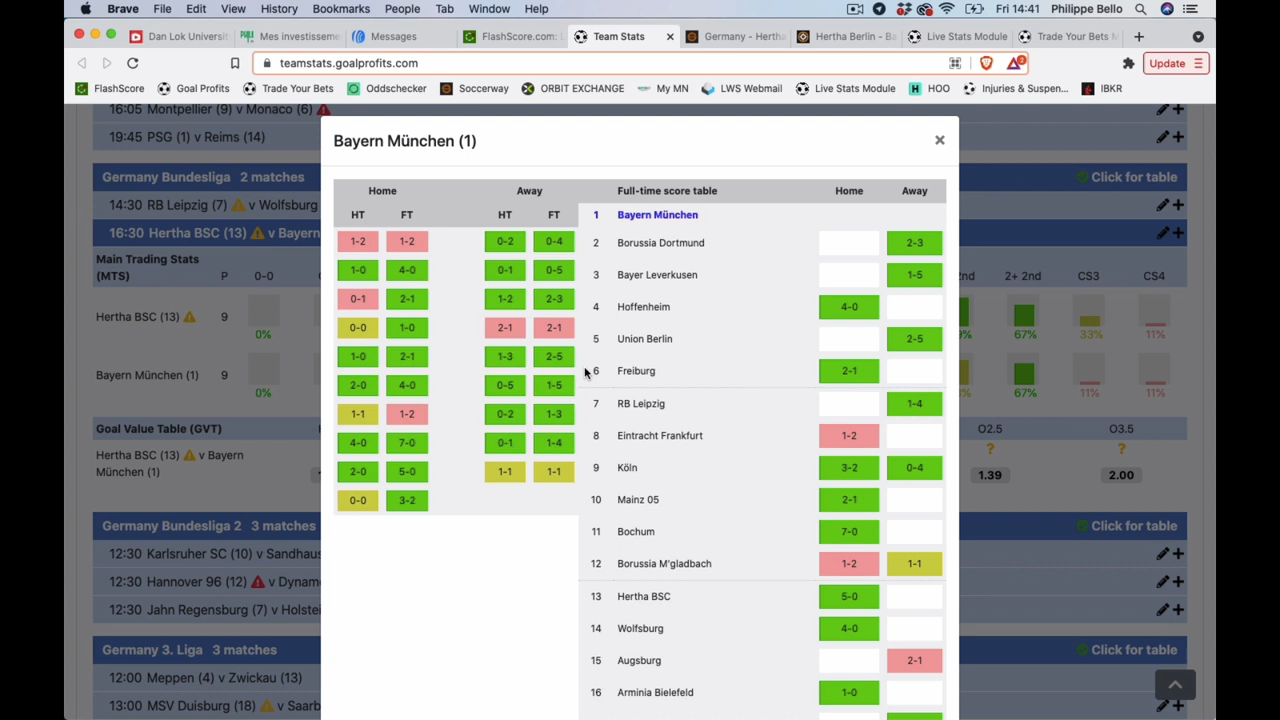 Brave File Edit View History Bookmarks People Tab Window Help Fri 14:41 Philippe Bello
Dan Lok Universit Mes investisseme Messages FlashScore.com: Team Stats Germany - Hertha Hertha Berlin - Ba Live Stats Module Trade Your Bets M
teamstats.goalprofits.com 2 Update
FlashScore Goal Profits Trade Your Bets Oddschecker Soccerway ORBIT EXCHANGE My MN LWS Webmail Live Stats Module HOO Injuries & Suspen... IBKR
16:05 Montpellier (9) v Monaco (6)
19:45 PSG (1) v Reims (14)
Germany Bundesliga 2 matches Click for table
14:30 RB Leipzig (7) v Wolfsburg
16:30 Hertha BSC (13) v Bayern
Main Trading Stats (MTS) P 0-0 2nd 2+ 2nd CS3 CS4
Hertha BSC (13) 9 0% 67% 33% 11%
Bayern München (1) 9 0% 67% 11% 11%
Goal Value Table (GVT) O2.5 O3.5
Hertha BSC (13) v Bayern ? ?
München (1) 1.39 2.00
Germany Bundesliga 2 3 matches Click for table
12:30 Karlsruher SC (10) v Sandhau
12:30 Hannover 96 (12) v Dynam
12:30 Jahn Regensburg (7) v Holstei
Germany 3. Liga 3 matches Click for table
12:00 Meppen (4) v Zwickau (13)
13:00 MSV Duisburg (18) v Saarb
Bayern München (1) ×
Home Away
HT FT HT FT
1-2 1-2 0-2 0-4
1-0 4-0 0-1 0-5
0-1 2-1 1-2 2-3
0-0 1-0 2-1 2-1
1-0 2-1 1-3 2-5
2-0 4-0 0-5 1-5
1-1 1-2 0-2 1-3
4-0 7-0 0-1 1-4
2-0 5-0 1-1 1-1
0-0 3-2
Full-time score table Home Away
1 Bayern München
2 Borussia Dortmund 2-3
3 Bayer Leverkusen 1-5
4 Hoffenheim 4-0
5 Union Berlin 2-5
6 Freiburg 2-1
7 RB Leipzig 1-4
8 Eintracht Frankfurt 1-2
9 Köln 3-2 0-4
10 Mainz 05 2-1
11 Bochum 7-0
12 Borussia M'gladbach 1-2 1-1
13 Hertha BSC 5-0
14 Wolfsburg 4-0
15 Augsburg 2-1
16 Arminia Bielefeld 1-0